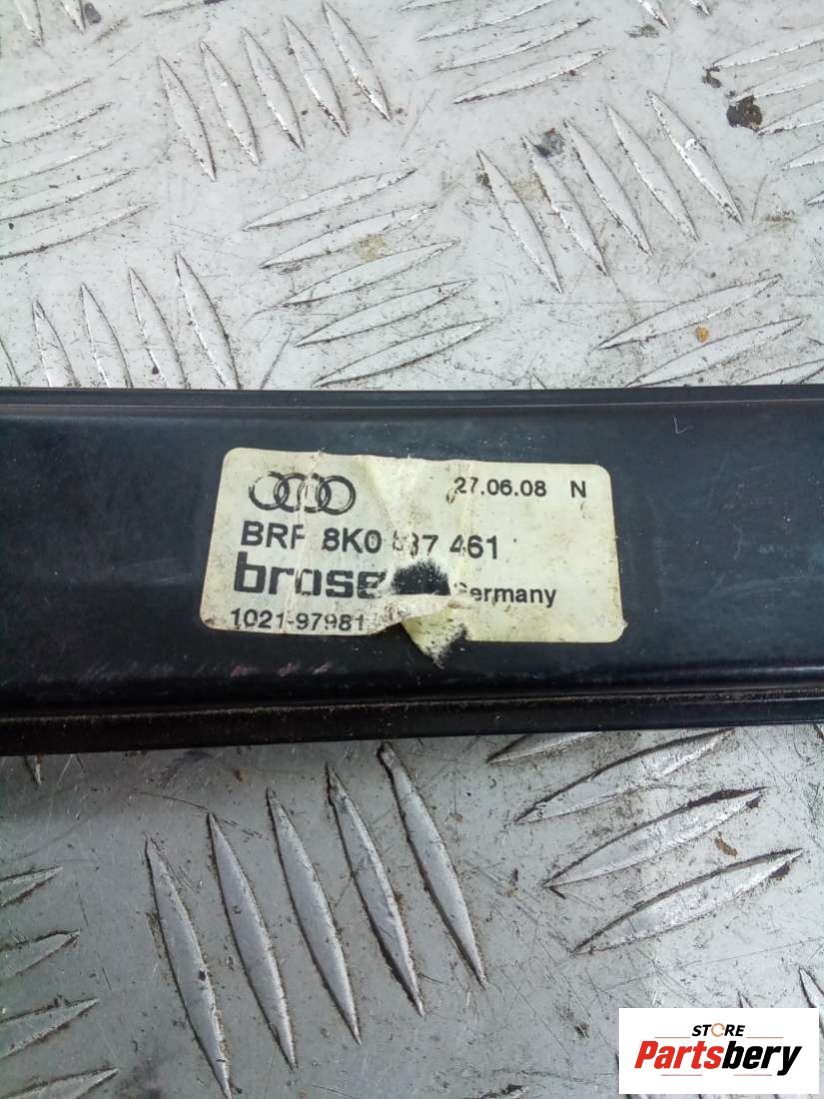 27.06.08 N
BRF 8K0 837 461
brose Germany
1021-97981
STORE
Partsbery